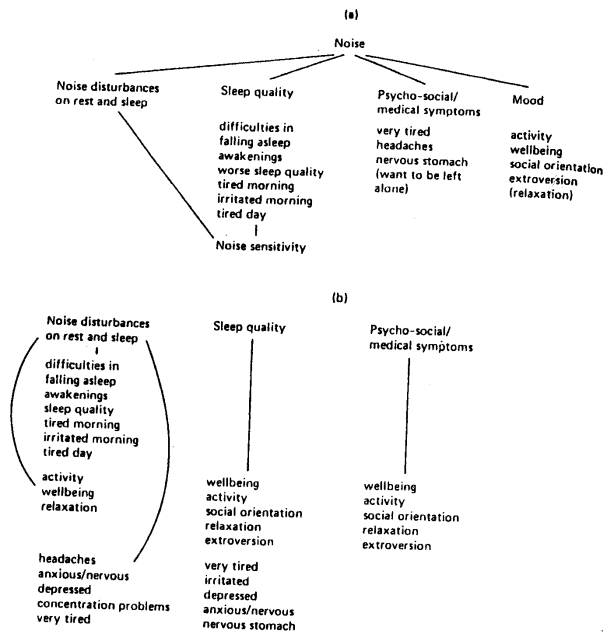 (a)
Noise
Noise disturbances
on rest and sleep
Sleep quality
difficulties in
falling asleep
awakenings
worse sleep quality
tired morning
irritated morning
tired day
Noise sensitivity
Psycho-social/
medical symptoms
very tired
headaches
nervous stomach
(want to be left
alone)
Mood
activity
wellbeing
social orientation
extroversion
(relaxation)
(b)
Noise disturbances
on rest and sleep
difficulties in
falling asleep
awakenings
sleep quality
tired morning
irritated morning
tired day
activity
wellbeing
relaxation
headaches
anxious/nervous
depressed
concentration problems
very tired
Sleep quality
wellbeing
activity
social orientation
relaxation
extroversion
very tired
irritated
depressed
anxious/nervous
nervous stomach
Psycho-social/
medical symptoms
wellbeing
activity
social orientation
relaxation
extroversion